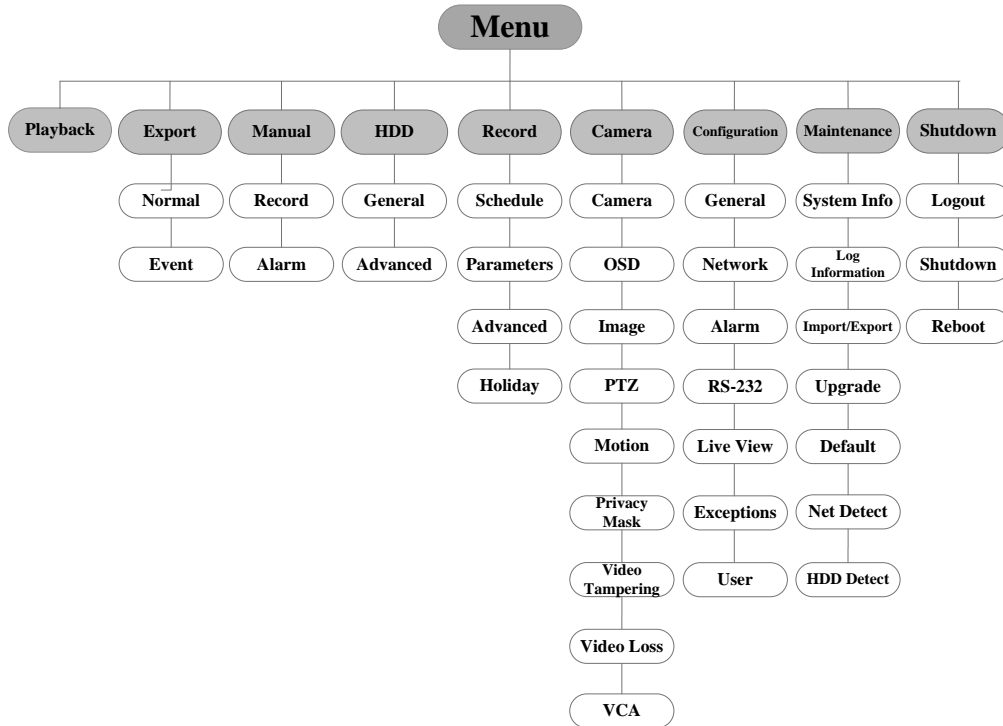 Menu
Playback
Export
Manual
HDD
Record
Camera
Configuration
Maintenance
Shutdown
Normal
Record
General
Schedule
Camera
General
System Info
Logout
Event
Alarm
Advanced
Parameters
OSD
Network
Log
Information
Shutdown
Advanced
Image
Alarm
Import/Export
Reboot
Holiday
PTZ
RS-232
Upgrade
Motion
Live View
Default
Privacy
Mask
Exceptions
Net Detect
Video
Tampering
User
HDD Detect
Video Loss
VCA